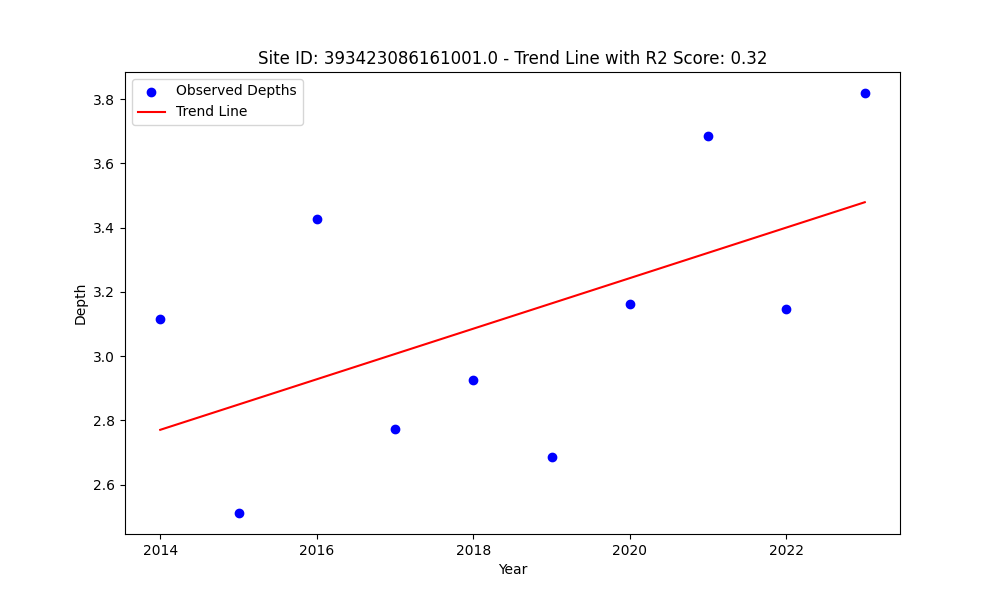 Site ID: 393423086161001.0 - Trend Line with R2 Score: 0.32
Observed Depths
Trend Line
3.8
3.6
3.4
3.2
3.0
2.8
2.6
Depth
2014
2016
2018
2020
2022
Year